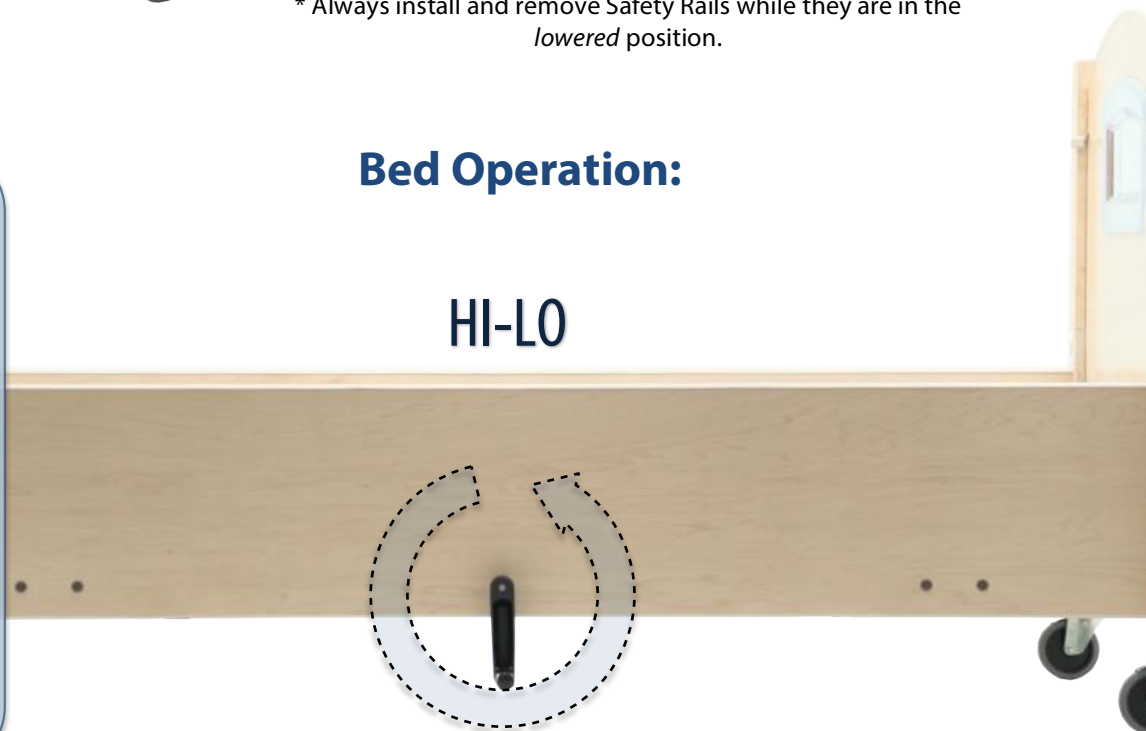 * Always install and remove Safety Rails while they are in the
lowered position.
Bed Operation:
HI-LO